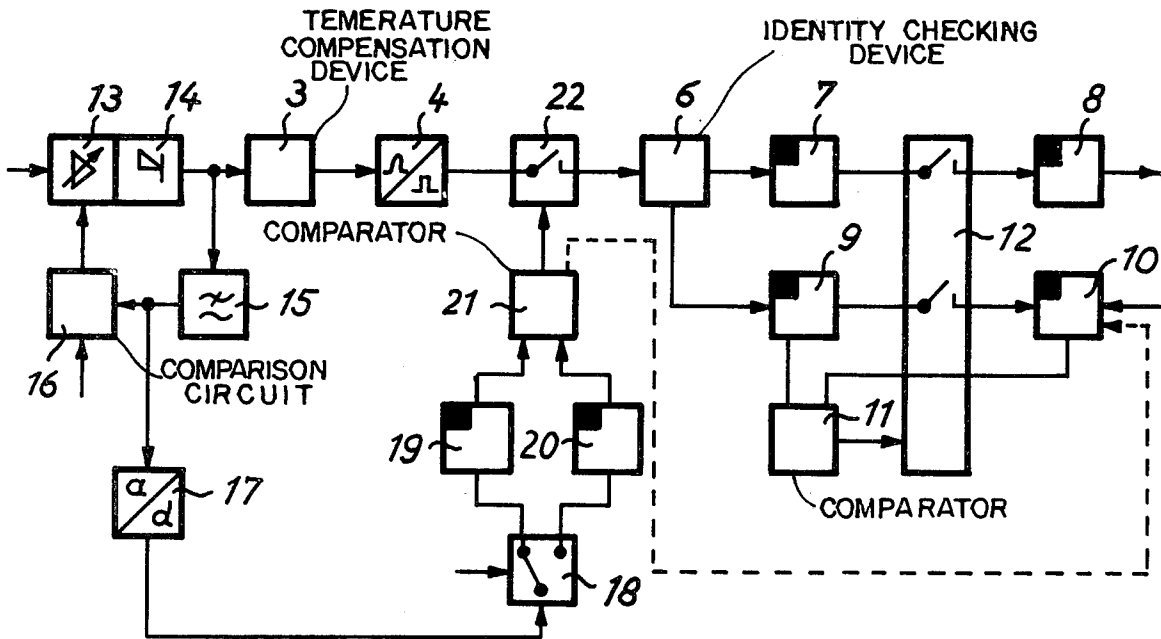 TEMERATURE
COMPENSATION
DEVICE
IDENTITY CHECKING
DEVICE
13 14 3 4 22 6 7 8
COMPARATOR
12
9 10
21
15
16
COMPARISON
CIRCUIT
19 20
11
a
d
17
COMPARATOR
18